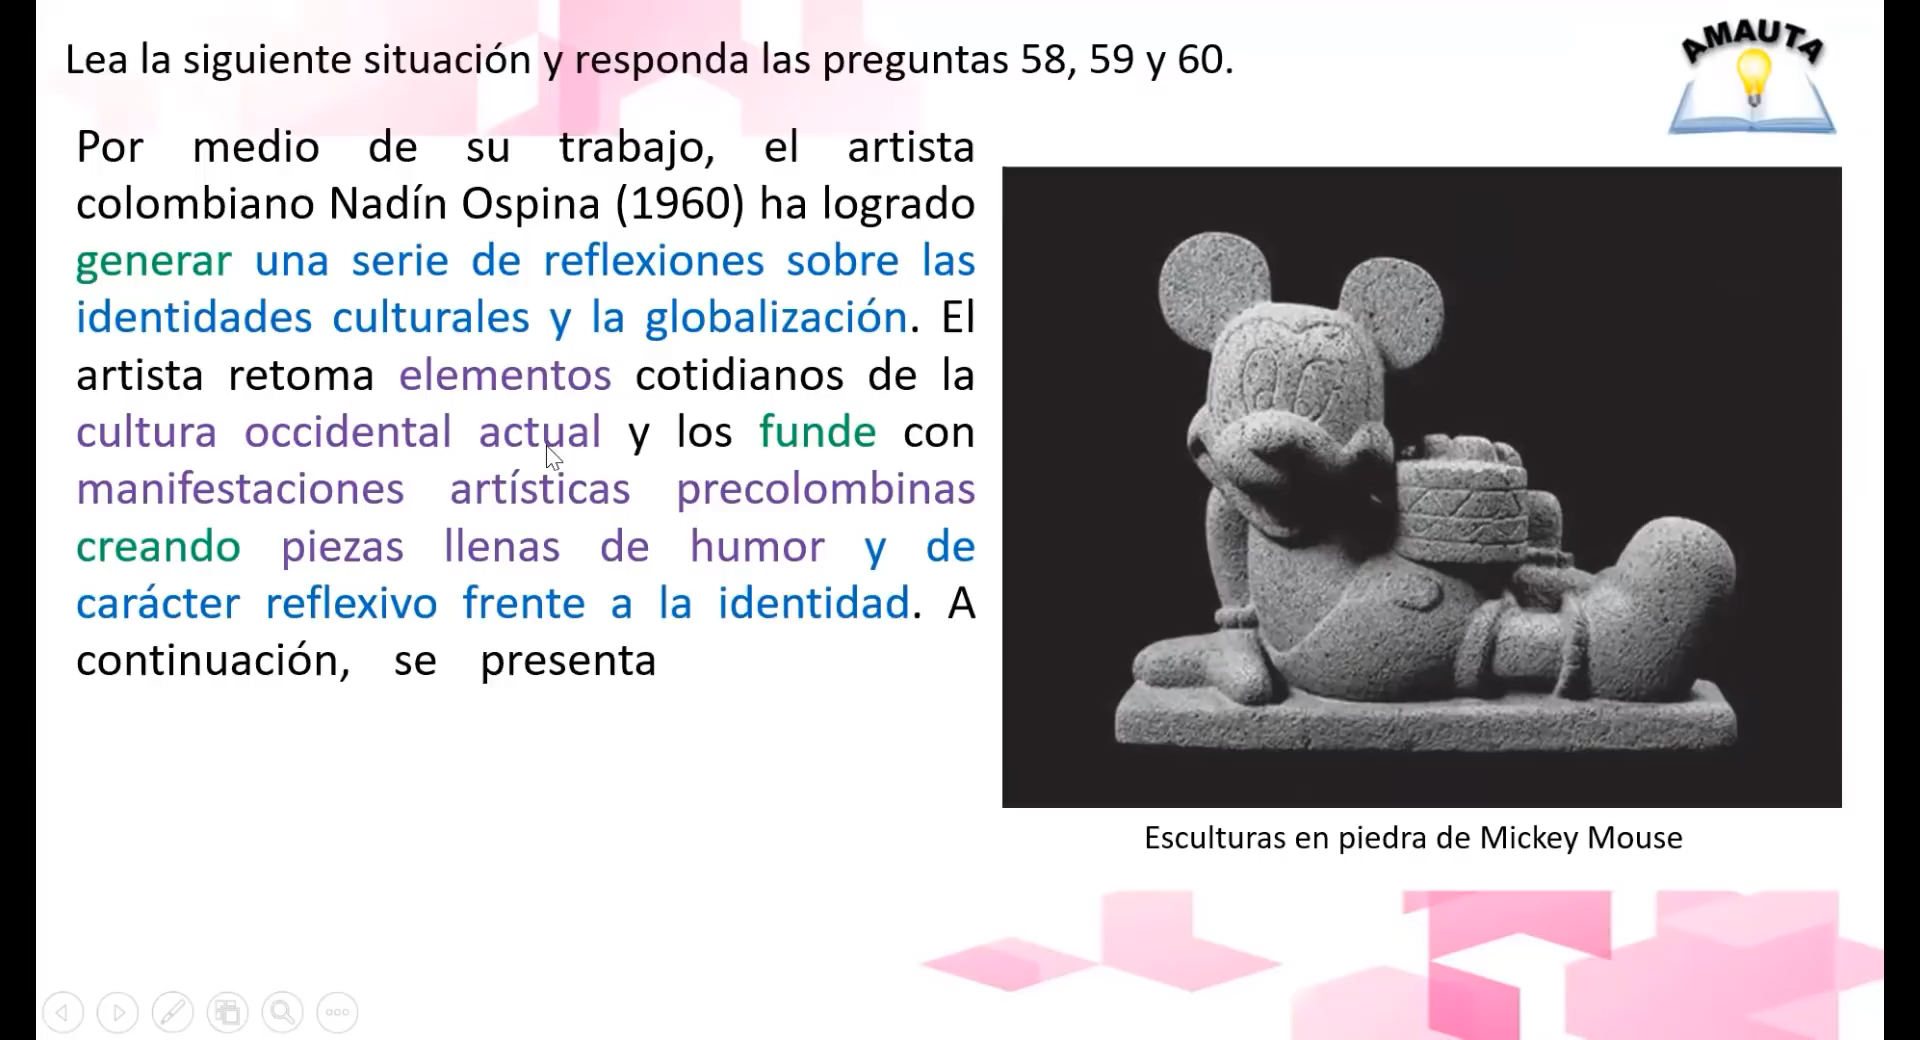 Lea la siguiente situación y responda las preguntas 58, 59 y 60.
AMAUTA
Por medio de su trabajo, el artista
colombiano Nadín Ospina (1960) ha logrado
generar una serie de reflexiones sobre las
identidades culturales y la globalización. El
artista retoma elementos cotidianos de la
cultura occidental actual y los funde con
manifestaciones artísticas precolombinas
creando piezas llenas de humor y de
carácter reflexivo frente a la identidad. A
continuación, se presenta
Esculturas en piedra de Mickey Mouse